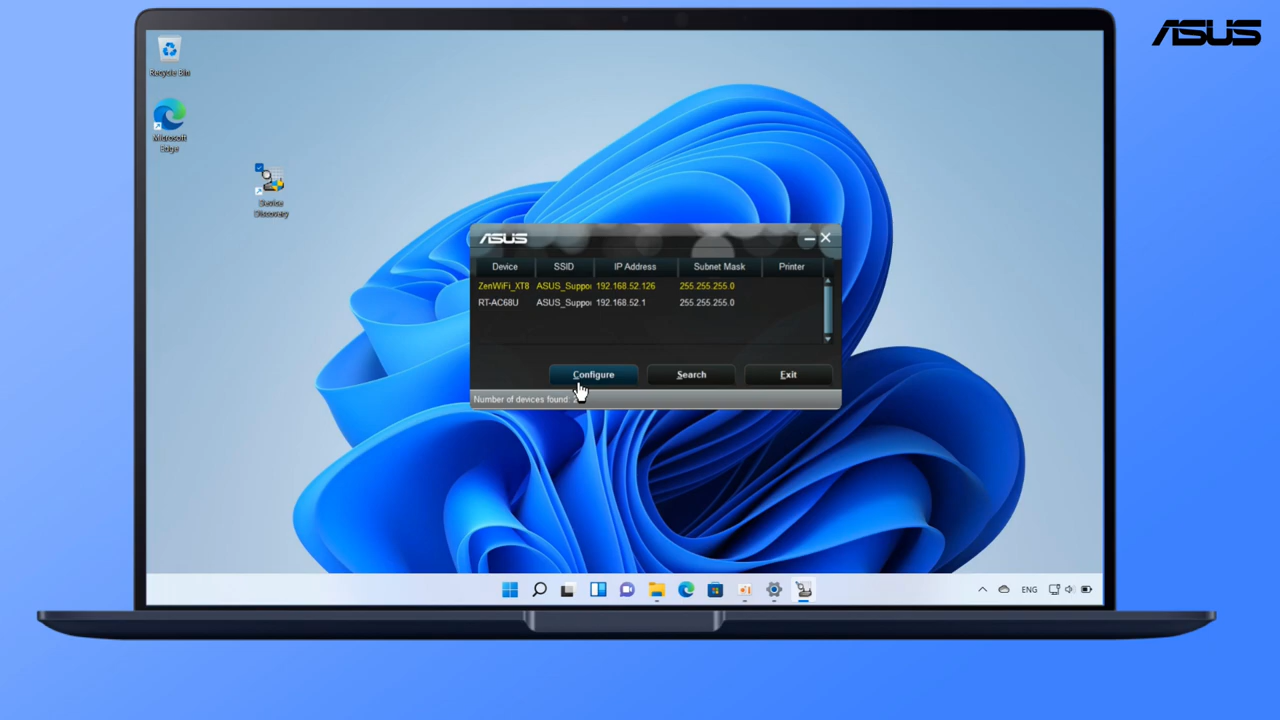 ASUS
Recycle Bin
Microsoft
Edge
Device
Discovery
ASUS
Device SSID IP Address Subnet Mask Printer
ZenWiFi_XT8 ASUS_Suppor 192.168.52.126 255.255.255.0
RT-AC68U ASUS_Suppor 192.168.52.1 255.255.255.0
Configure Search Exit
Number of devices found:
ENG